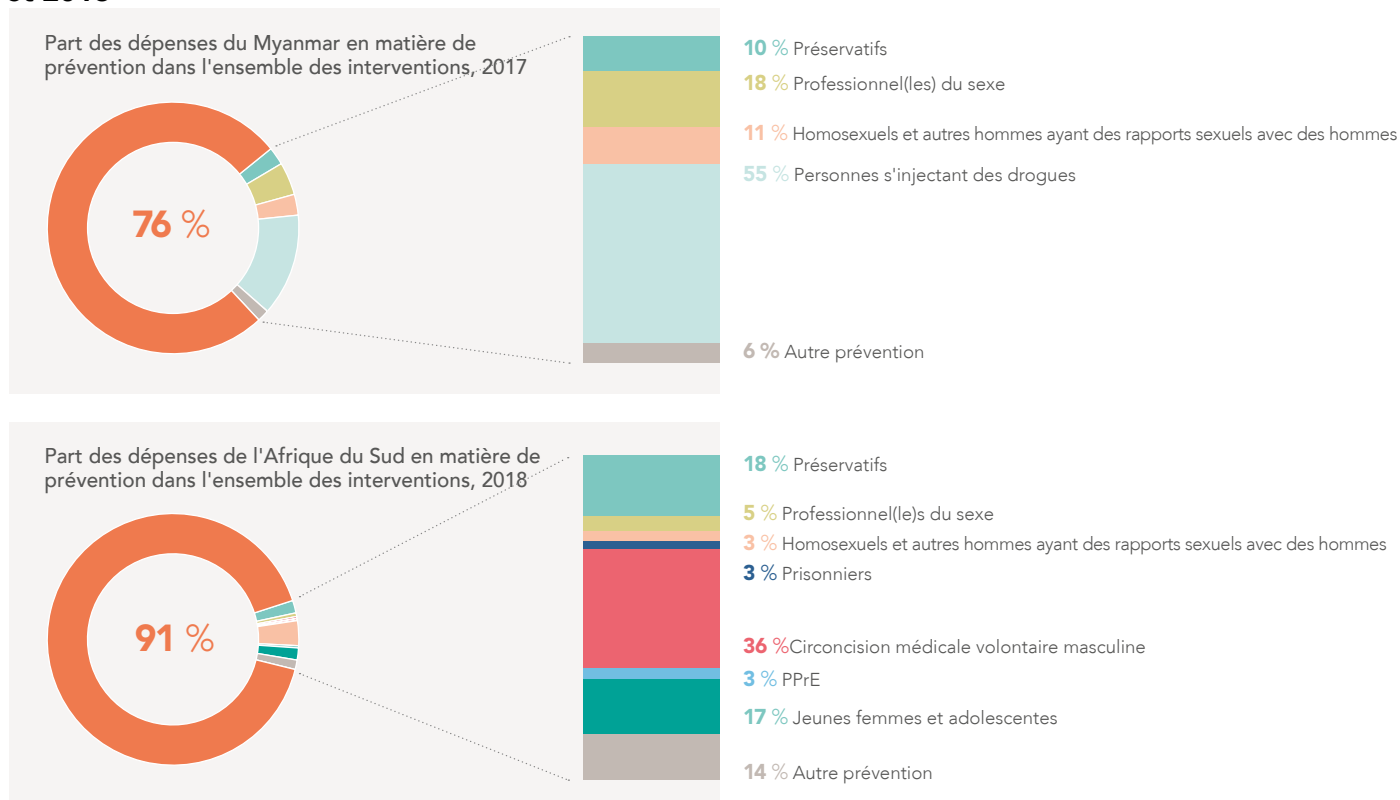 Part des dépenses du Myanmar en matière de
prévention dans l'ensemble des interventions, 2017
76 %
10 % Préservatifs
18 % Professionnel(les) du sexe
11 % Homosexuels et autres hommes ayant des rapports sexuels avec des hommes
55 % Personnes s'injectant des drogues
6 % Autre prévention
Part des dépenses de l'Afrique du Sud en matière de
prévention dans l'ensemble des interventions, 2018
91 %
18 % Préservatifs
5 % Professionnel(le)s du sexe
3 % Homosexuels et autres hommes ayant des rapports sexuels avec des hommes
3 % Prisonniers
36 %Circoncision médicale volontaire masculine
3 % PPrE
17 % Jeunes femmes et adolescentes
14 % Autre prévention